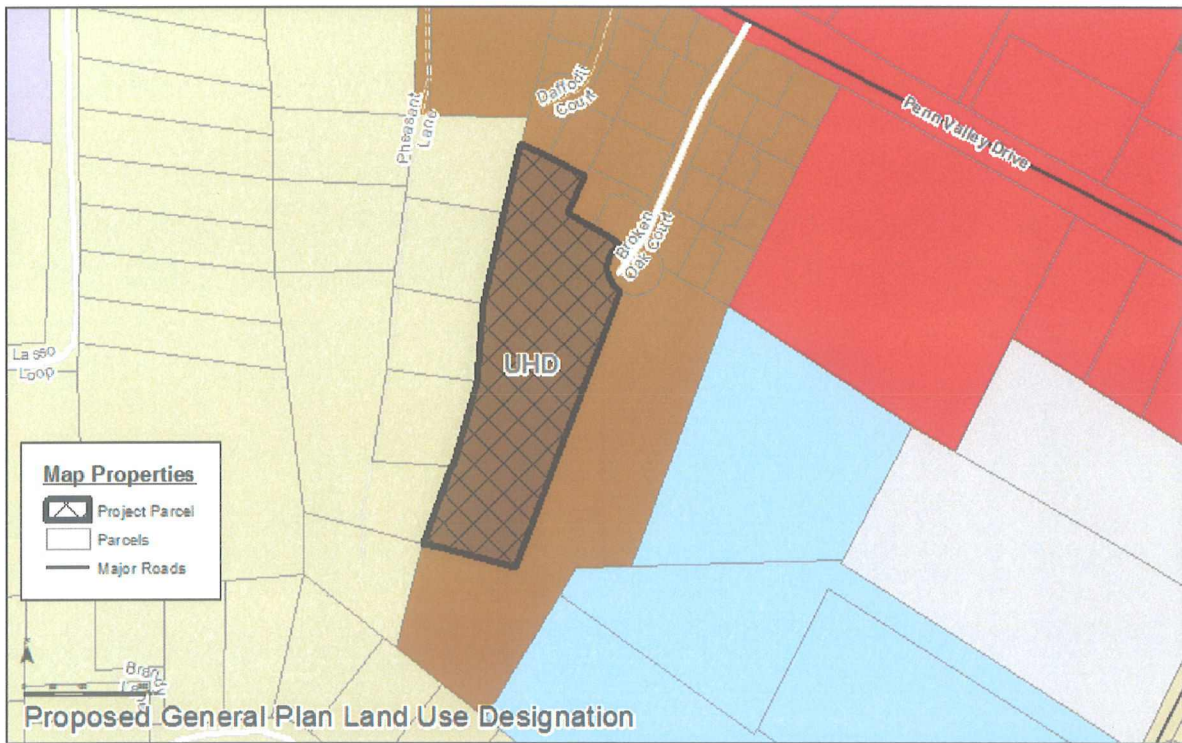 Daffodil
Court
Pheasant
Lane
Penn Valley Drive
Broken
Oak Court
Lasso
Loop
UHD
Map Properties
Project Parcel
Parcels
Major Roads
Proposed General Plan Land Use Designation